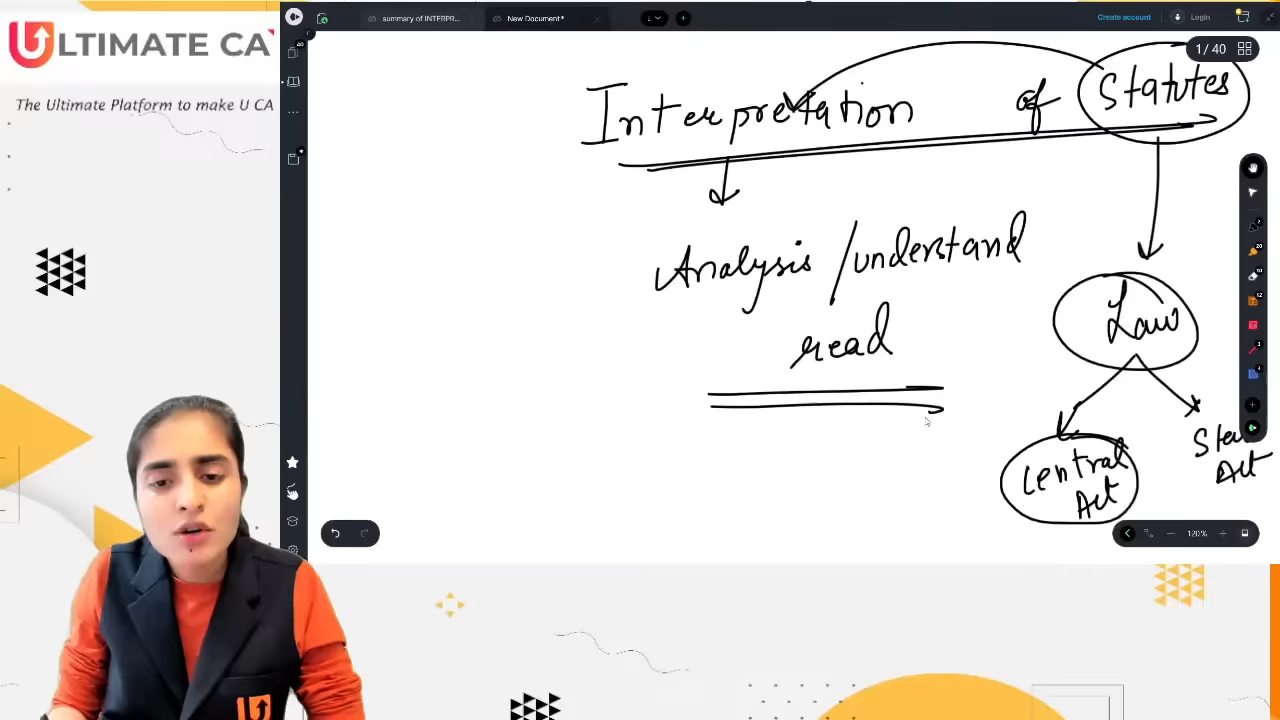 ULTIMATE CA
The Ultimate Platform to make U CA
summary of INTERPR...
New Document*
Create account
Login
1 / 40
Interpretation of Statutes
Analysis / understand
read
Law
Central
Act
Act
120%